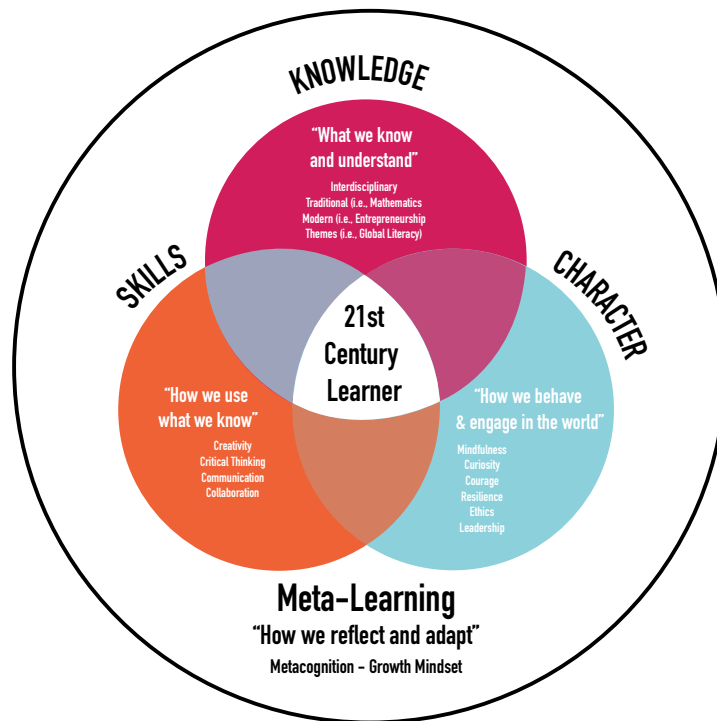 KNOWLEDGE
“What we know
and understand”
Interdisciplinary
Traditional (i.e., Mathematics
Modern (i.e., Entrepreneurship
Themes (i.e., Global Literacy)
SKILLS
CHARACTER
21st
Century
Learner
“How we use
what we know”
Creativity
Critical Thinking
Communication
Collaboration
“How we behave
& engage in the world”
Mindfulness
Curiosity
Courage
Resilience
Ethics
Leadership
Meta-Learning
“How we reflect and adapt”
Metacognition - Growth Mindset